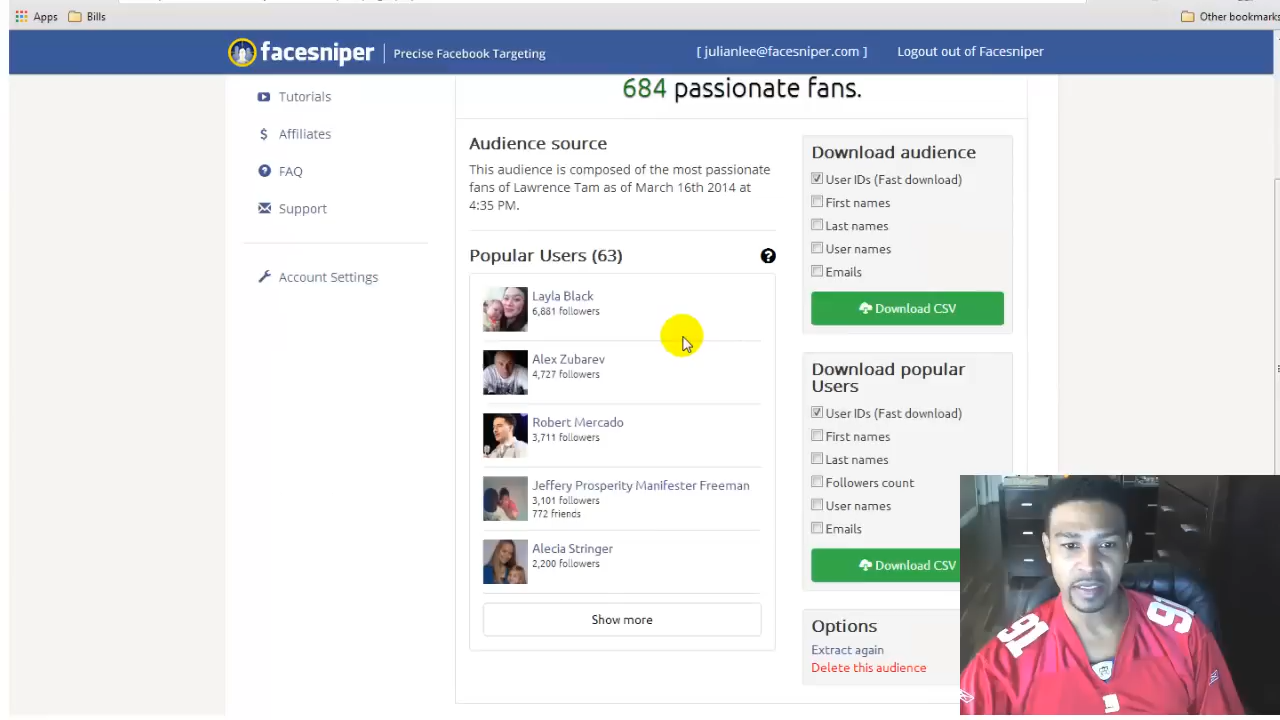 Apps
Bills
Other bookmarks
facesniper
Precise Facebook Targeting
[ julianlee@facesniper.com ]
Logout out of Facesniper
Tutorials
Affiliates
FAQ
Support
Account Settings
684 passionate fans.
Audience source
This audience is composed of the most passionate
fans of Lawrence Tam as of March 16th 2014 at
4:35 PM.
Popular Users (63)
Layla Black
6,881 followers
Alex Zubarev
4,727 followers
Robert Mercado
3,711 followers
Jeffery Prosperity Manifester Freeman
3,101 followers
772 friends
Alecia Stringer
2,200 followers
Show more
Download audience
User IDs (Fast download)
First names
Last names
User names
Emails
Download CSV
Download popular
Users
User IDs (Fast download)
First names
Last names
Followers count
User names
Emails
Download CSV
Options
Extract again
Delete this audience
91
91